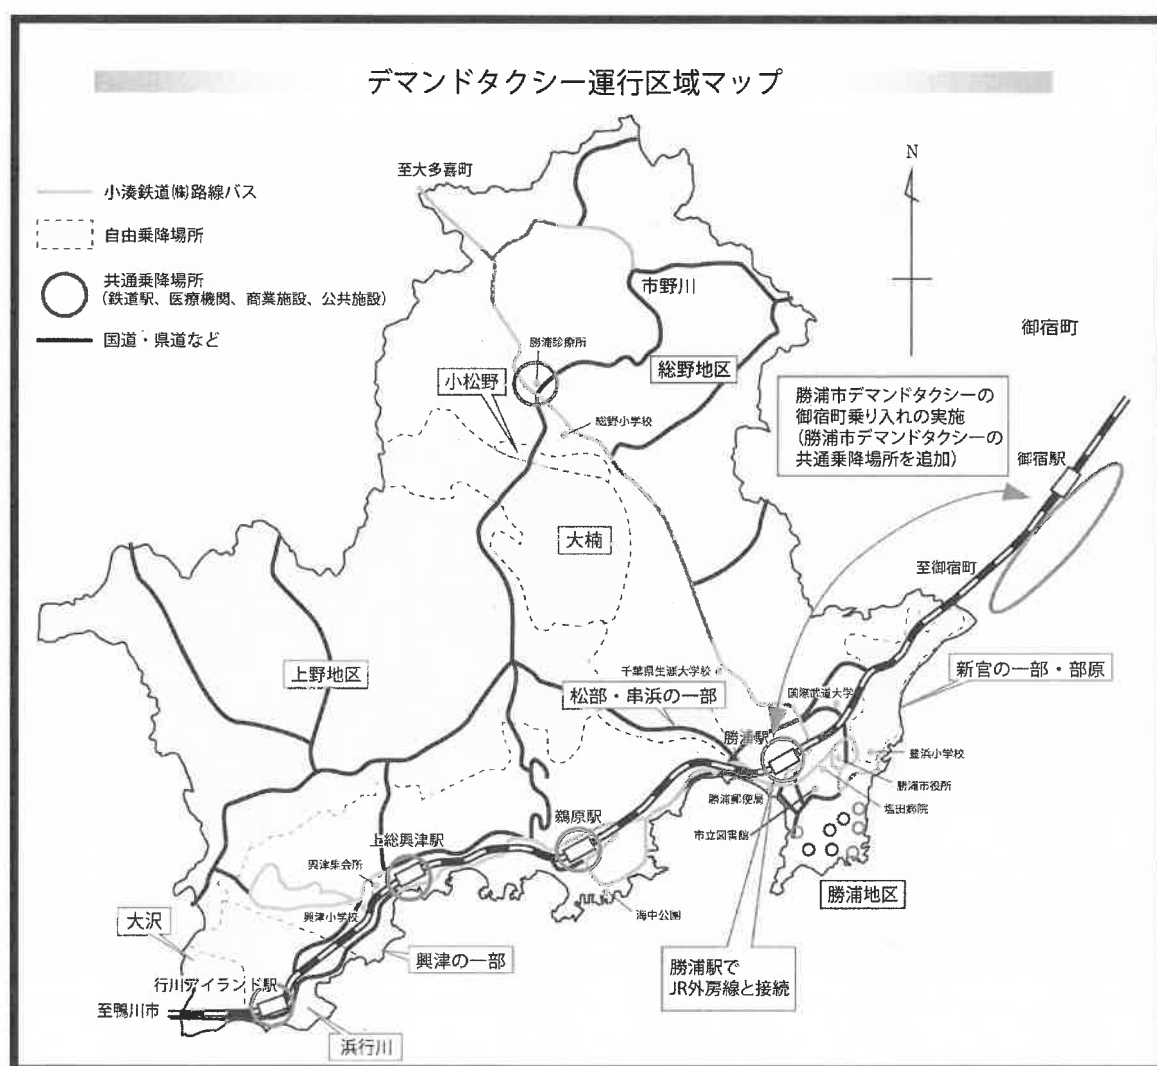 デマンドタクシー運行区域マップ
至大多喜町
N
小湊鉄道㈱路線バス
自由乗降場所
共通乗降場所
(鉄道駅、医療機関、商業施設、公共施設)
国道・県道など
市野川
御宿町
勝浦診療所
小松野
総野地区
勝浦市デマンドタクシーの
御宿町乗り入れの実施
(勝浦市デマンドタクシーの
共通乗降場所を追加)
総野小学校
御宿駅
大楠
至御宿町
上野地区
千葉県生涯大学校
新官の一部・部原
松部・串浜の一部
国際武道大学
勝浦駅
豊浜小学校
勝浦市役所
勝浦郵便局
塩田病院
鵜原駅
市立図書館
上総興津駅
興津集会所
勝浦地区
興津小学校
海中公園
大沢
興津の一部
勝浦駅で
JR外房線と接続
行川アイランド駅
至鴨川市
浜行川